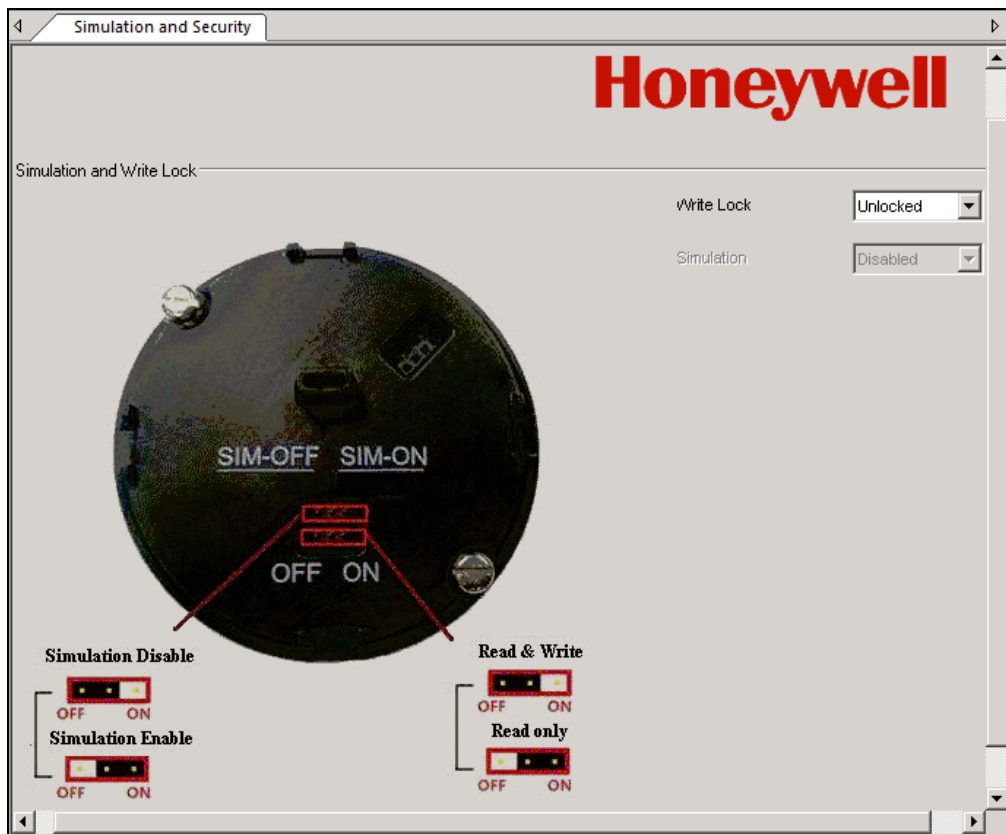 Simulation and Security
Honeywell
Simulation and Write Lock
Write Lock
Unlocked
Simulation
Disabled
SIM-OFF SIM-ON
OFF ON
Simulation Disable
OFF ON
Simulation Enable
OFF ON
Read & Write
OFF ON
Read only
OFF ON